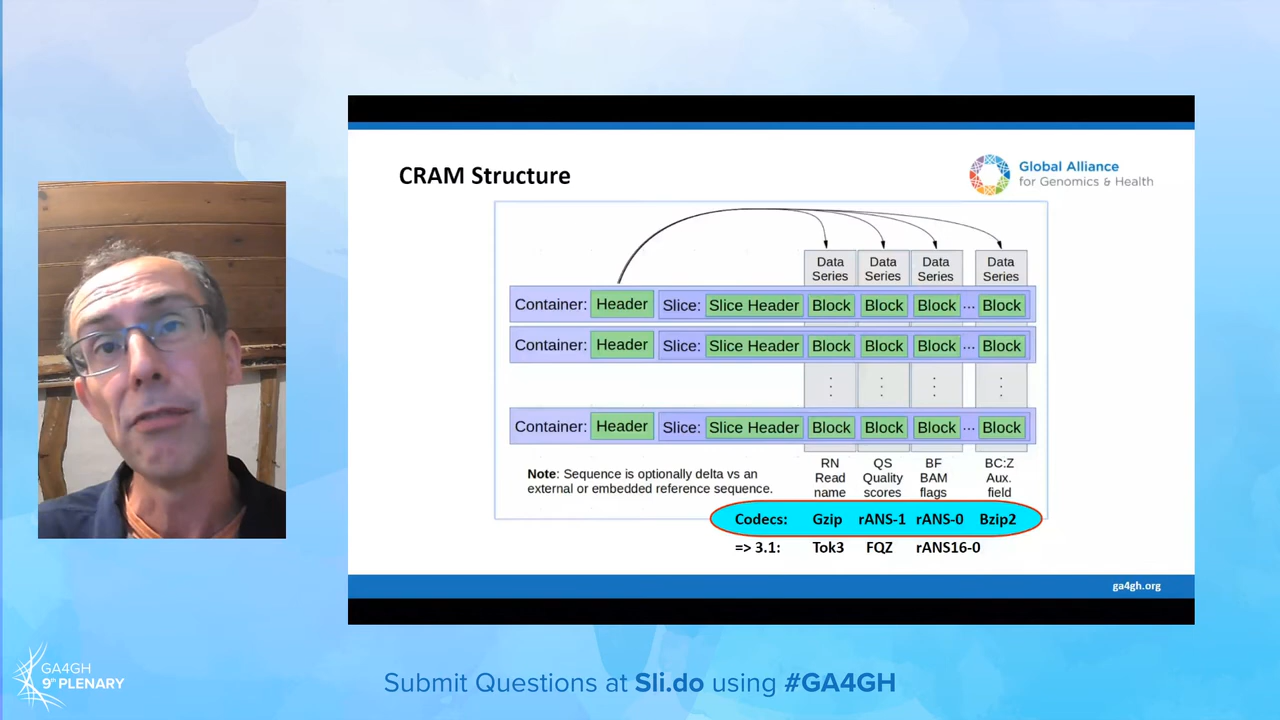 CRAM Structure
Global Alliance
for Genomics & Health
Data Series Data Series Data Series Data Series
Container: Header Slice: Slice Header Block Block Block ... Block
Container: Header Slice: Slice Header Block Block Block ... Block
Container: Header Slice: Slice Header Block Block Block ... Block
Note: Sequence is optionally delta vs an
external or embedded reference sequence.
RN Read name
QS Quality scores
BF BAM flags
BC:Z Aux. field
Codecs: Gzip rANS-1 rANS-0 Bzip2
=> 3.1: Tok3 FQZ rANS16-0
ga4gh.org
GA4GH
9th PLENARY
Submit Questions at Sli.do using #GA4GH